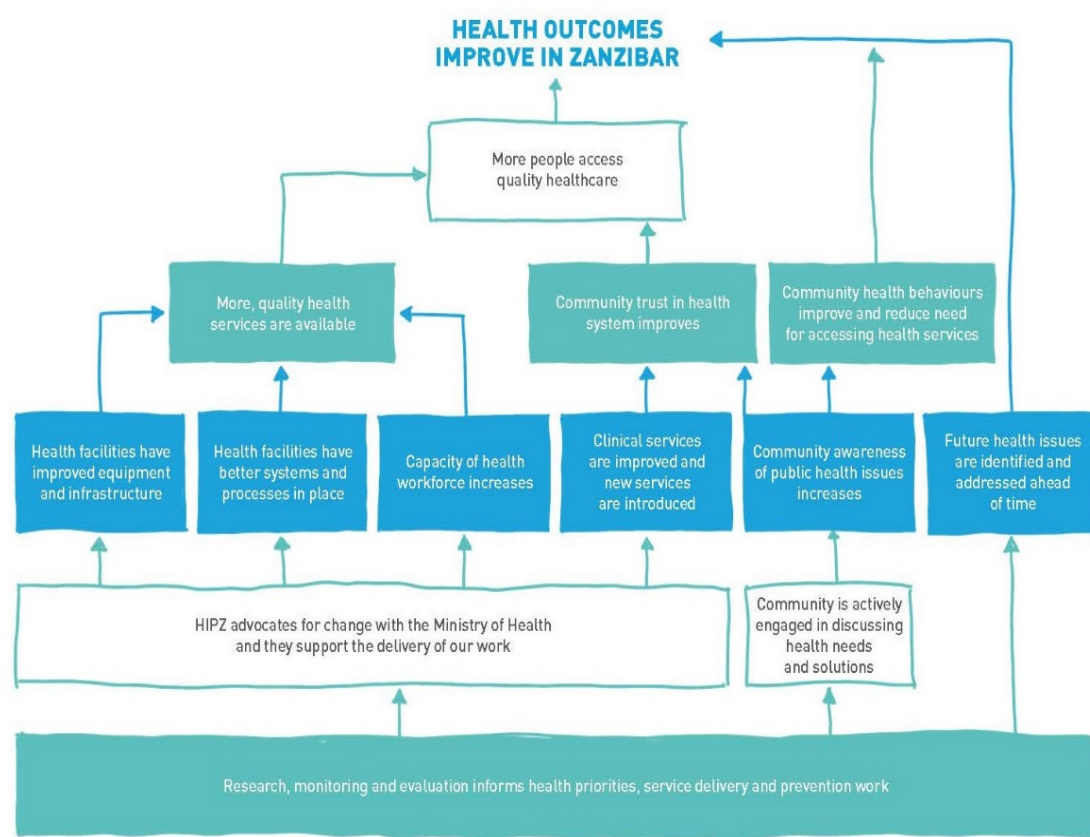 HEALTH OUTCOMES
IMPROVE IN ZANZIBAR
More people access
quality healthcare
More, quality health
services are available
Community trust in health
system improves
Community health behaviours
improve and reduce need
for accessing health services
Health facilities have
improved equipment
and infrastructure
Health facilities have
better systems and
processes in place
Capacity of health
workforce increases
Clinical services
are improved and
new services
are introduced
Community awareness
of public health issues
increases
Future health issues
are identified and
addressed ahead
of time
HIPZ advocates for change with the Ministry of Health
and they support the delivery of our work
Community is actively
engaged in discussing
health needs
and solutions
Research, monitoring and evaluation informs health priorities, service delivery and prevention work